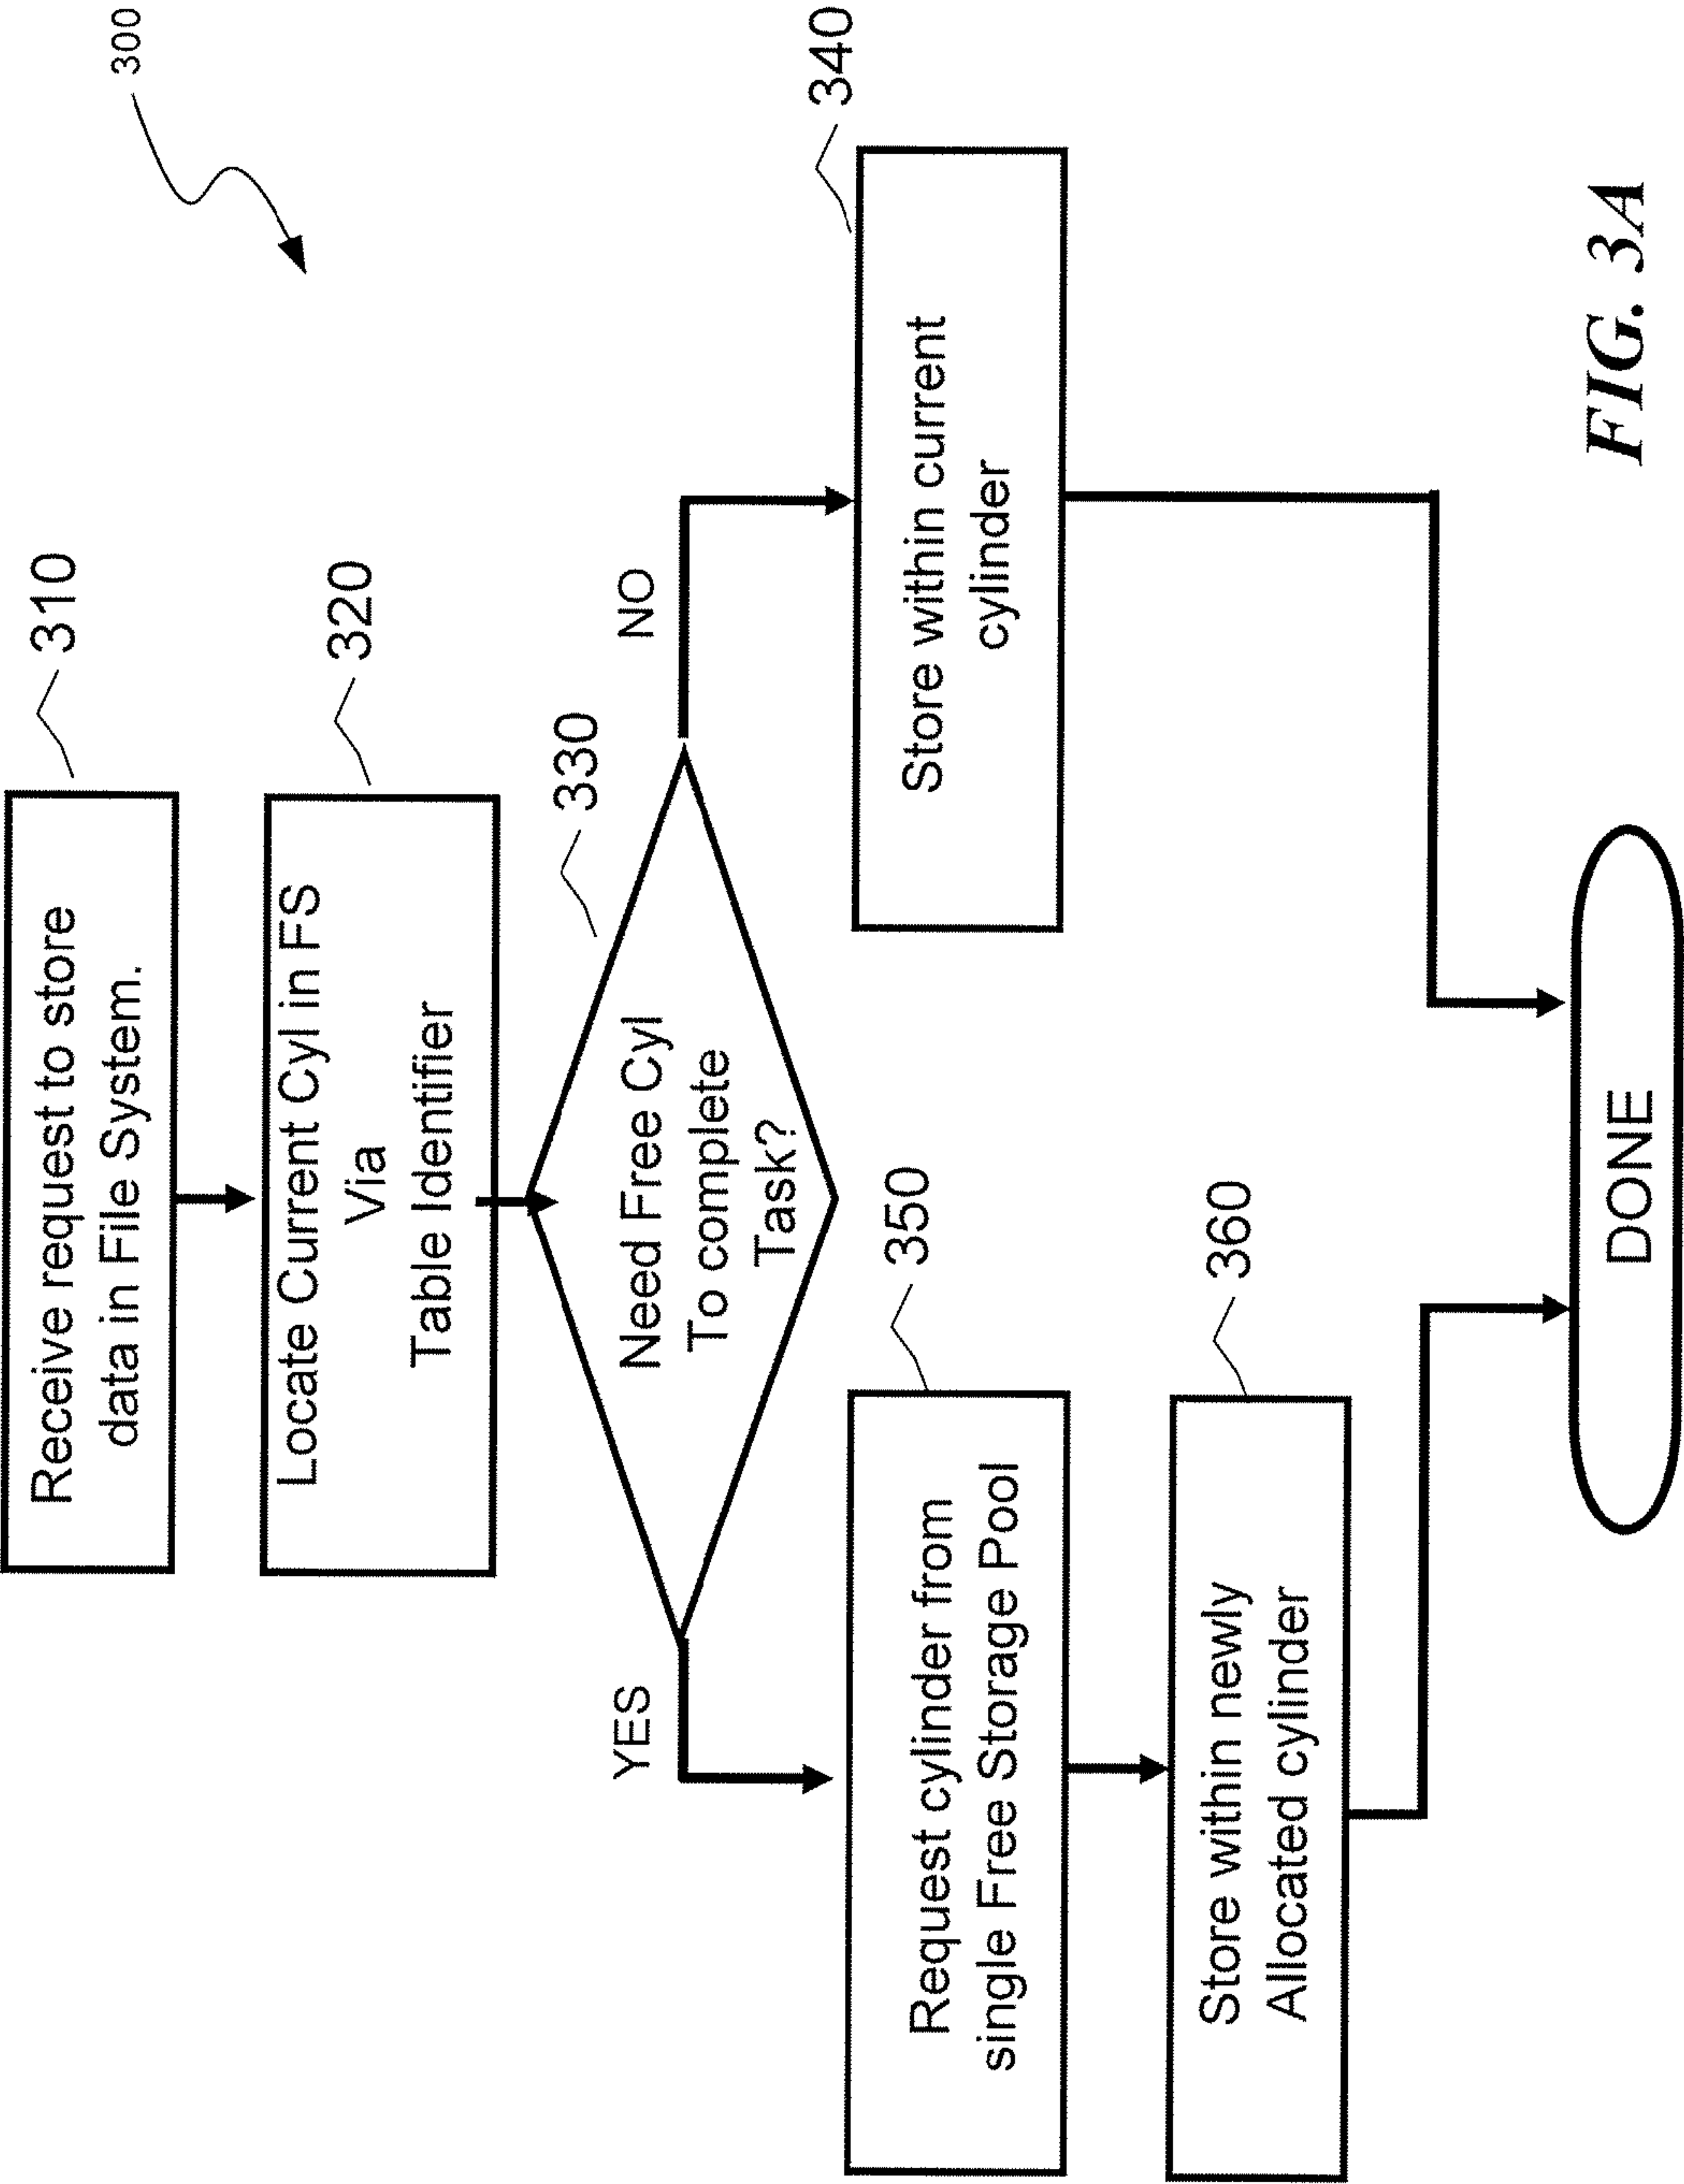 300
Receive request to store
data in File System.
310
Locate Current Cyl in FS
Via
Table Identifier
320
330
Need Free Cyl
To complete
Task?
YES
NO
Request cylinder from
single Free Storage Pool
350
Store within current
cylinder
340
Store within newly
Allocated cylinder
360
DONE
FIG. 3A